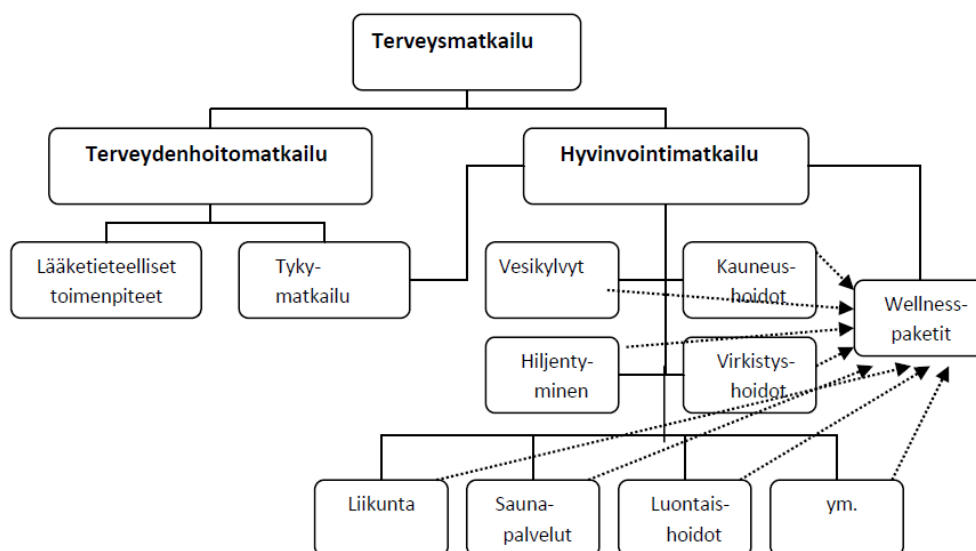 Terveysmatkailu
Terveydenhoitomatkailu
Hyvinvointimatkailu
Lääketieteelliset
toimenpiteet
Tyky-
matkailu
Vesikylvyt
Kauneus-
hoidot
Wellness-
paketit
Hiljenty-
minen
Virkistys-
hoidot
Liikunta
Sauna-
palvelut
Luontais-
hoidot
ym.